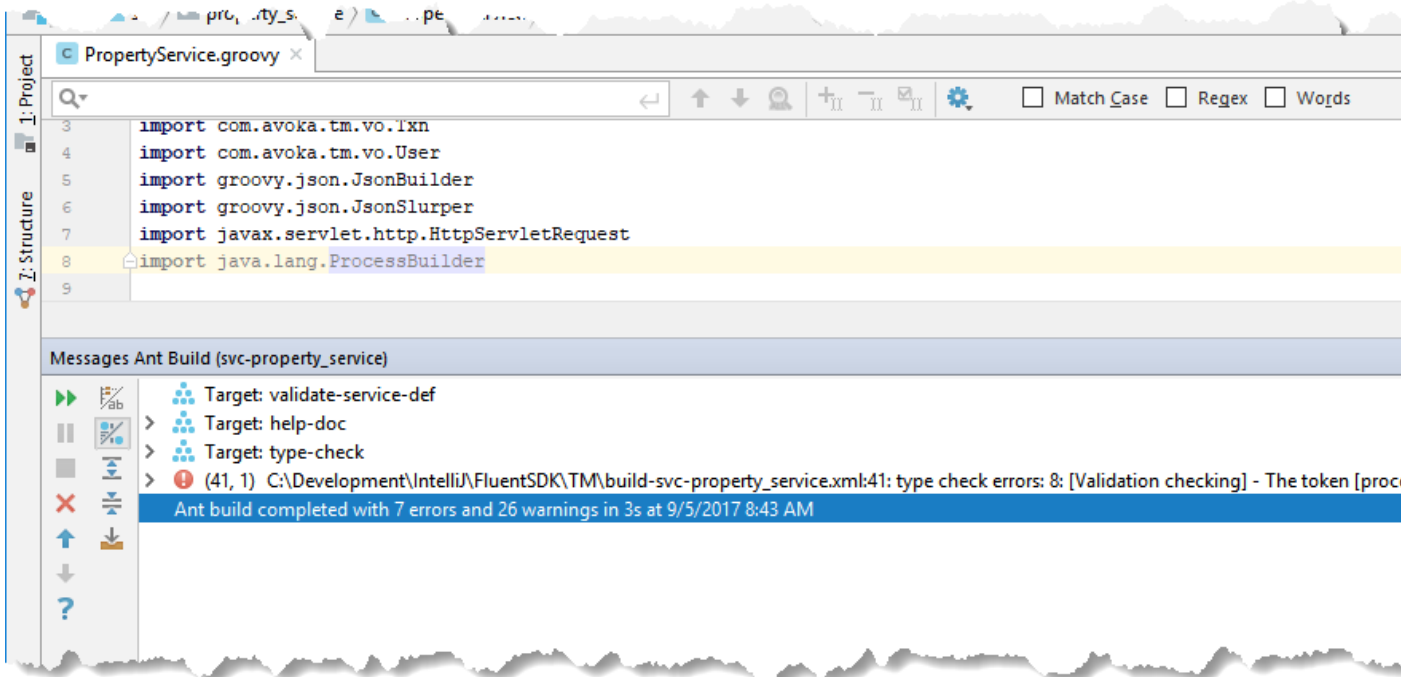 PropertyService.groovy
1: Project
7: Structure
Match Case Regex Words
3 import com.avoka.tm.vo.Txn
4 import com.avoka.tm.vo.User
5 import groovy.json.JsonBuilder
6 import groovy.json.JsonSlurper
7 import javax.servlet.http.HttpServletRequest
8 import java.lang.ProcessBuilder
9
Messages Ant Build (svc-property_service)
Target: validate-service-def
Target: help-doc
Target: type-check
(41, 1) C:\Development\IntelliJ\FluentSDK\TM\build-svc-property_service.xml:41: type check errors: 8: [Validation checking] - The token [proc
Ant build completed with 7 errors and 26 warnings in 3s at 9/5/2017 8:43 AM